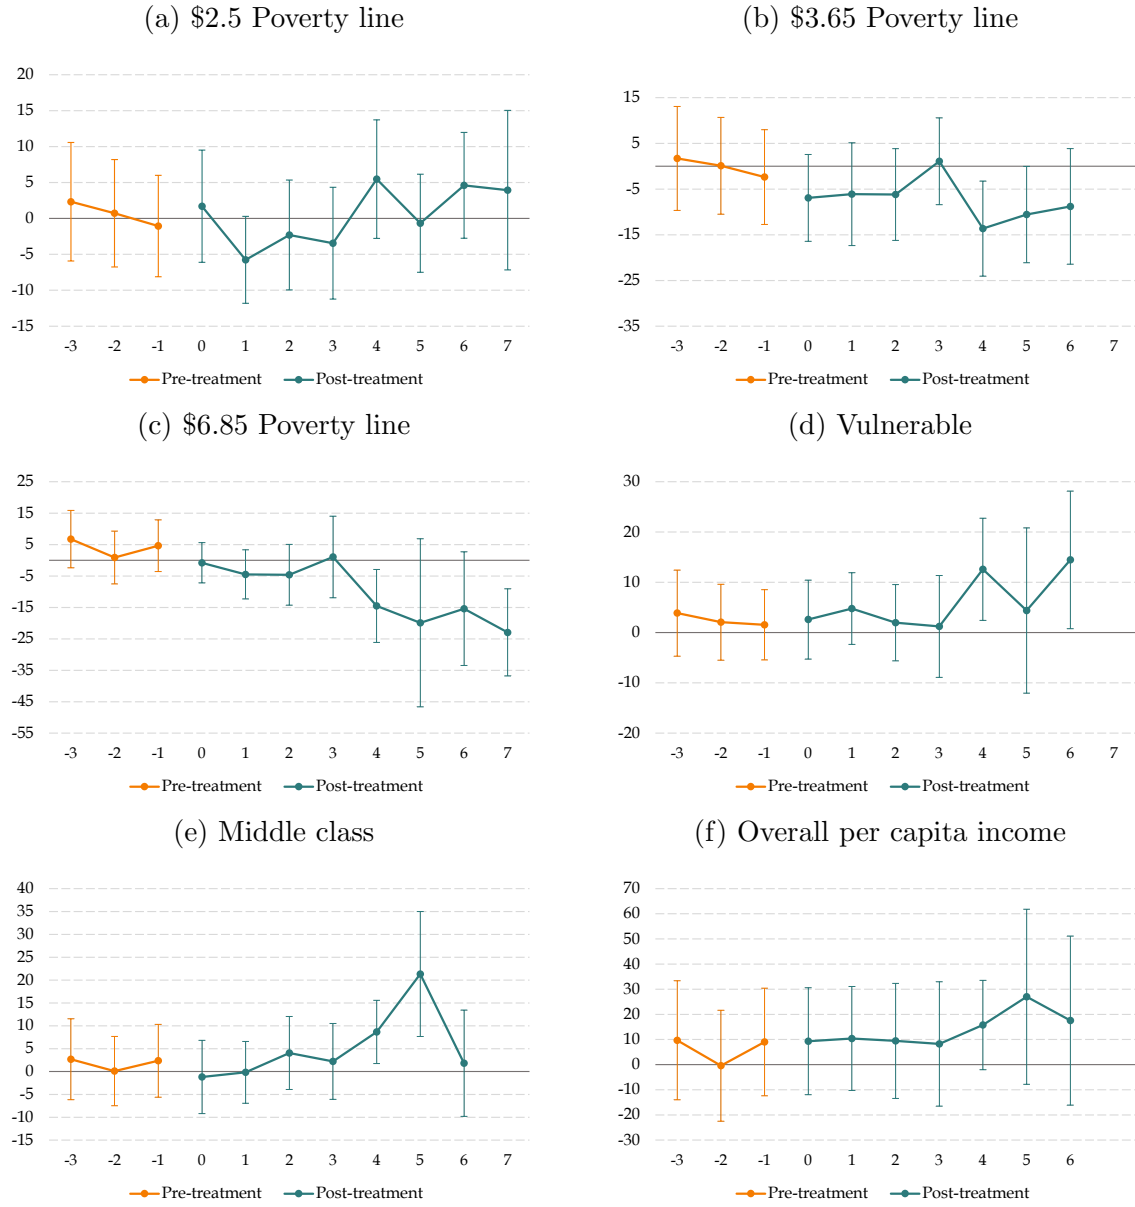 (a) $2.5 Poverty line
20
15
10
5
0
-5
-10
-15
-3 -2 -1 0 1 2 3 4 5 6 7
Pre-treatment Post-treatment
(b) $3.65 Poverty line
15
5
-5
-15
-25
-35
-3 -2 -1 0 1 2 3 4 5 6 7
Pre-treatment Post-treatment
(c) $6.85 Poverty line
25
15
5
-5
-15
-25
-35
-45
-55
-3 -2 -1 0 1 2 3 4 5 6 7
Pre-treatment Post-treatment
(d) Vulnerable
30
20
10
0
-10
-20
-3 -2 -1 0 1 2 3 4 5 6 7
Pre-treatment Post-treatment
(e) Middle class
40
35
30
25
20
15
10
5
0
-5
-10
-15
-3 -2 -1 0 1 2 3 4 5 6 7
Pre-treatment Post-treatment
(f) Overall per capita income
70
60
50
40
30
20
10
0
-10
-20
-30
-3 -2 -1 0 1 2 3 4 5 6
Pre-treatment Post-treatment